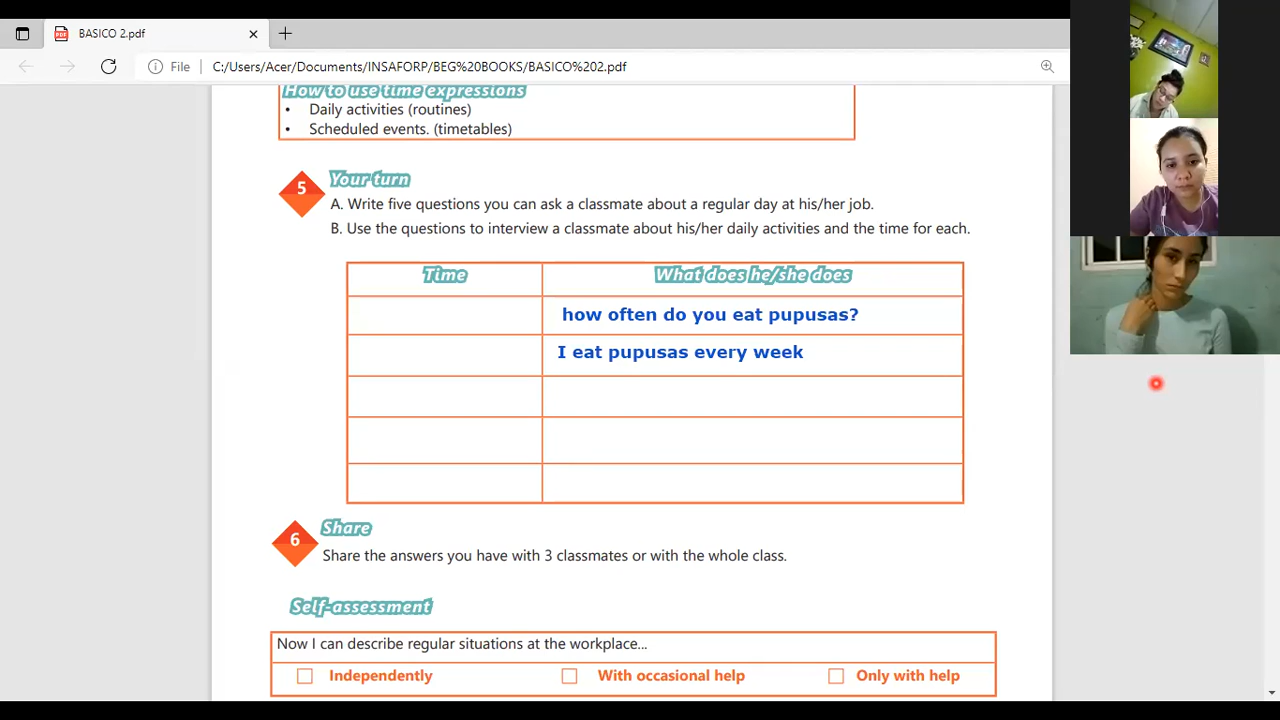 BASICO 2.pdf
File
C:/Users/Acer/Documents/INSAFORP/BEG%20BOOKS/BASICO%202.pdf
How to use time expressions
• Daily activities (routines)
• Scheduled events. (timetables)
5
Your turn
A. Write five questions you can ask a classmate about a regular day at his/her job.
B. Use the questions to interview a classmate about his/her daily activities and the time for each.
Time What does he/she does
how often do you eat pupusas?
I eat pupusas every week
6
Share
Share the answers you have with 3 classmates or with the whole class.
Self-assessment
Now I can describe regular situations at the workplace...
Independently With occasional help Only with help